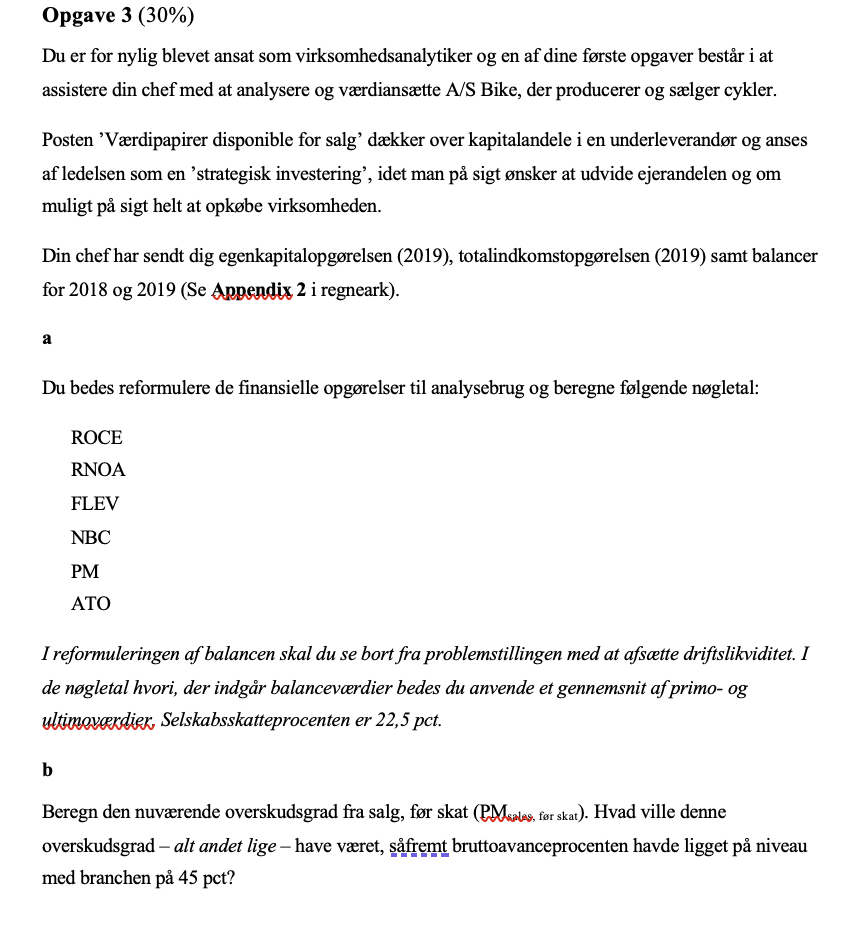 Opgave 3 (30%)
Du er for nylig blevet ansat som virksomhedsanalytiker og en af dine første opgaver består i at
assistere din chef med at analysere og værdiansætte A/S Bike, der producerer og sælger cykler.
Posten ’Værdipapirer disponible for salg’ dækker over kapitalandele i en underleverandør og anses
af ledelsen som en ’strategisk investering’, idet man på sigt ønsker at udvide ejerandelen og om
muligt på sigt helt at opkøbe virksomheden.
Din chef har sendt dig egenkapitalopgørelsen (2019), totalindkomstopgørelsen (2019) samt balancer
for 2018 og 2019 (Se Appendix 2 i regneark).
a
Du bedes reformulere de finansielle opgørelser til analysebrug og beregne følgende nøgletal:
ROCE
RNOA
FLEV
NBC
PM
ATO
I reformuleringen af balancen skal du se bort fra problemstillingen med at afsætte driftslikviditet. I
de nøgletal hvori, der indgår balanceværdier bedes du anvende et gennemsnit af primo- og
ultimoværdier. Selskabsskatteprocenten er 22,5 pct.
b
Beregn den nuværende overskudsgrad fra salg, før skat (PMsales, før skat). Hvad ville denne
overskudsgrad – alt andet lige – have været, såfremt bruttoavanceprocenten havde ligget på niveau
med branchen på 45 pct?